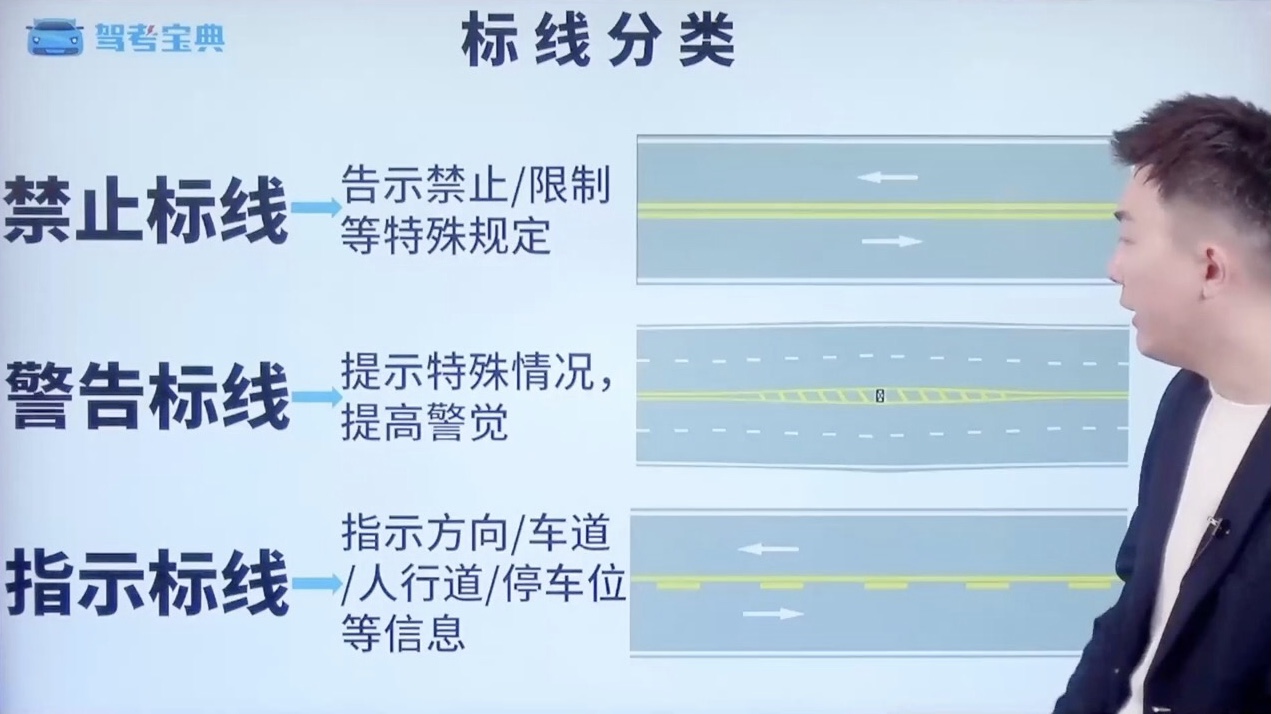 驾考宝典
标线分类
禁止标线
告示禁止/限制
等特殊规定
警告标线
提示特殊情况，
提高警觉
指示标线
指示方向/车道
/人行道/停车位
等信息